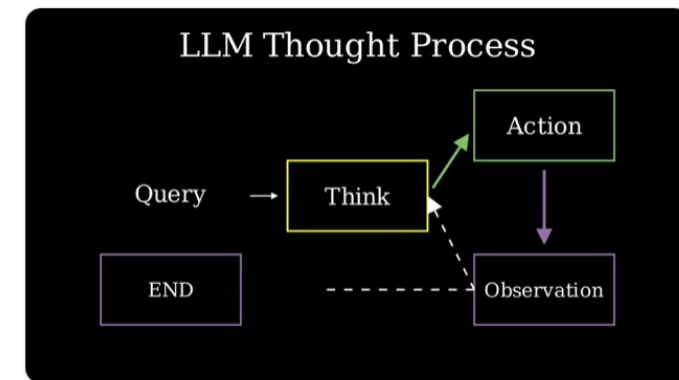 LLM Thought Process
Action
Query
Think
END
Observation